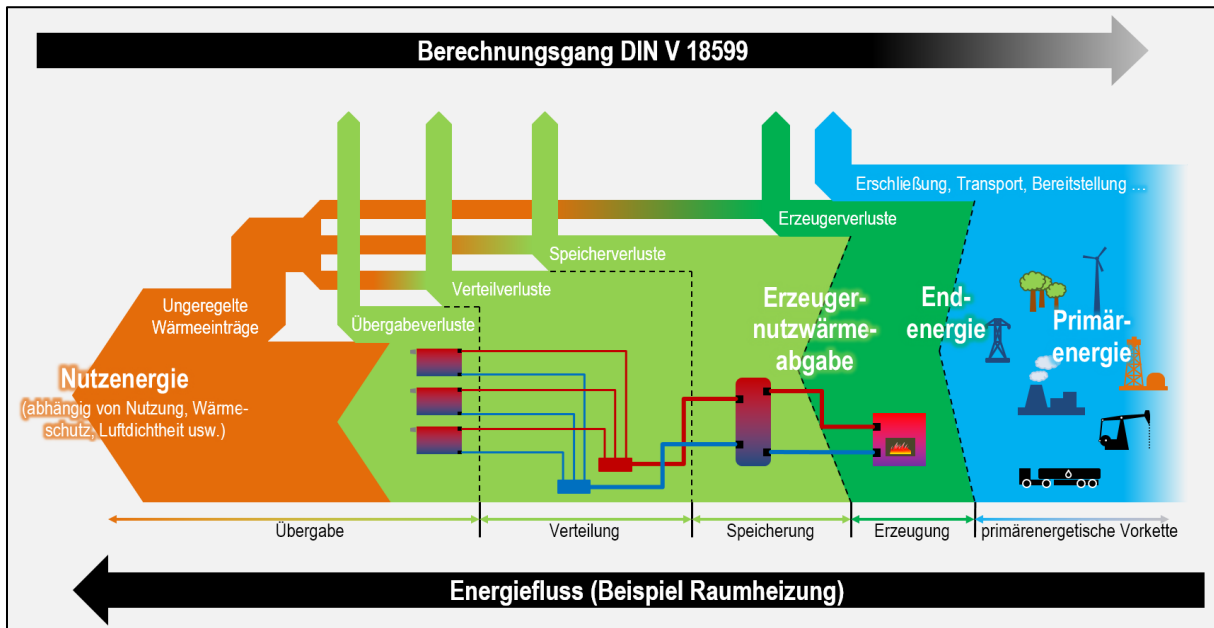 Berechnungsgang DIN V 18599
Erschließung, Transport, Bereitstellung ...
Erzeugerverluste
Speicherverluste
Verteilverluste
Übergabeverluste
Ungeregelte
Wärmeeinträge
Nutzenergie
(abhängig von Nutzung, Wärme-
schutz, Luftdichtheit usw.)
Erzeuger-
nutzwärme-
abgabe
End-
energie
Primär-
energie
Übergabe
Verteilung
Speicherung
Erzeugung
primärenergetische Vorkette
Energiefluss (Beispiel Raumheizung)